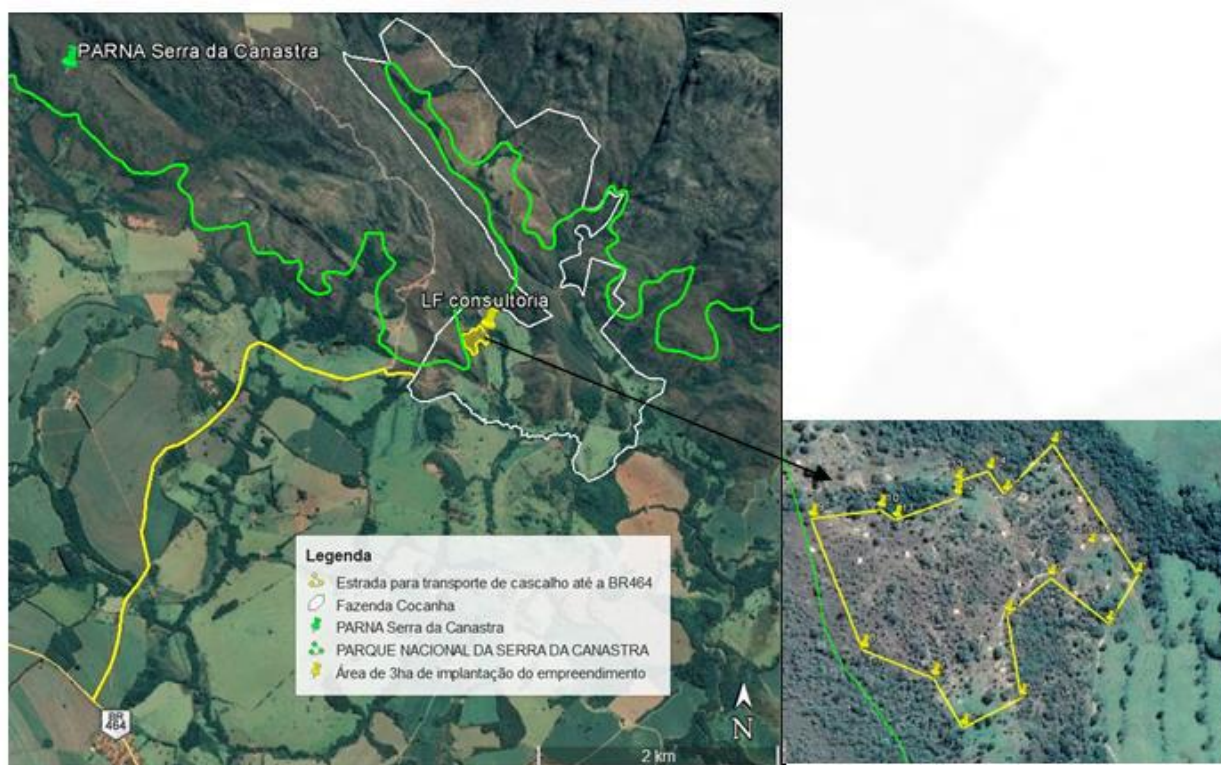 PARNA Serra da Canastra
LF consultoria
Legenda
Estrada para transporte de cascalho até a BR464
Fazenda Cocanha
PARNA Serra da Canastra
PARQUE NACIONAL DA SERRA DA CANASTRA
Área de 3ha de implantação do empreendimento
BR
464
N
2 km